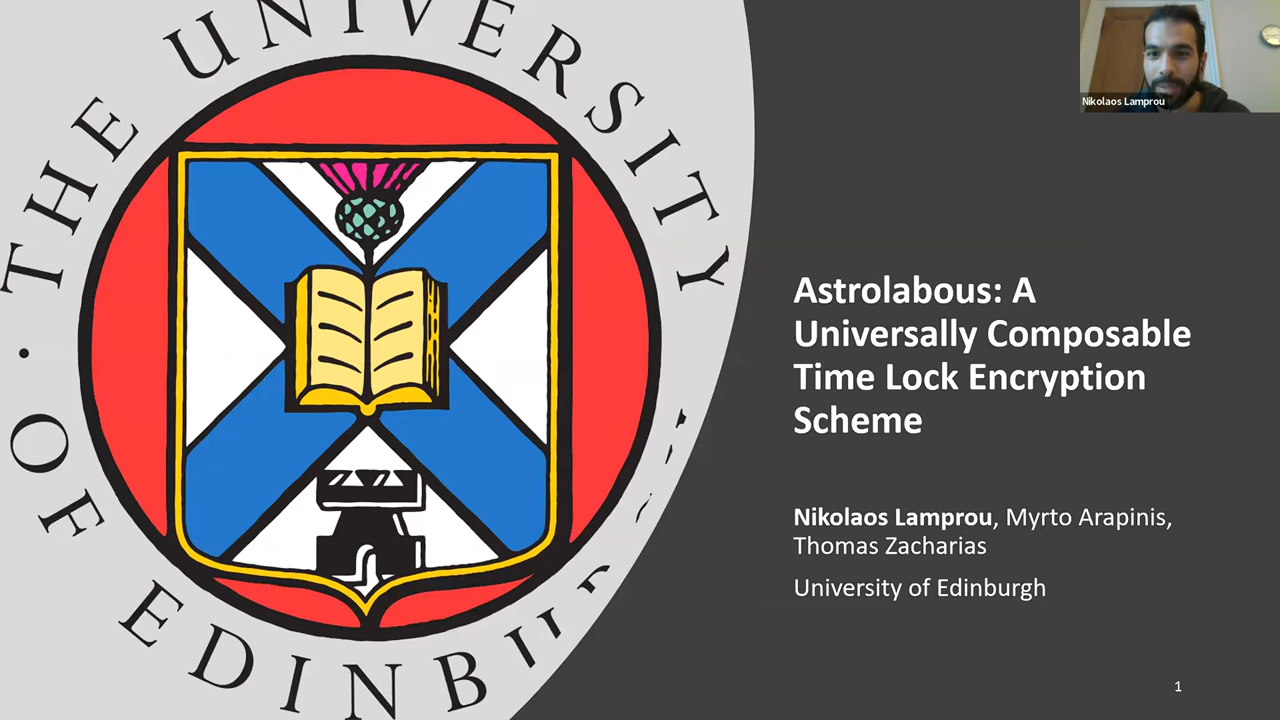 THE UNIVERSITY
OF EDINBU
Nikolaos Lamprou
Astrolabous: A
Universally Composable
Time Lock Encryption
Scheme
Nikolaos Lamprou, Myrto Arapinis,
Thomas Zacharias
University of Edinburgh
1